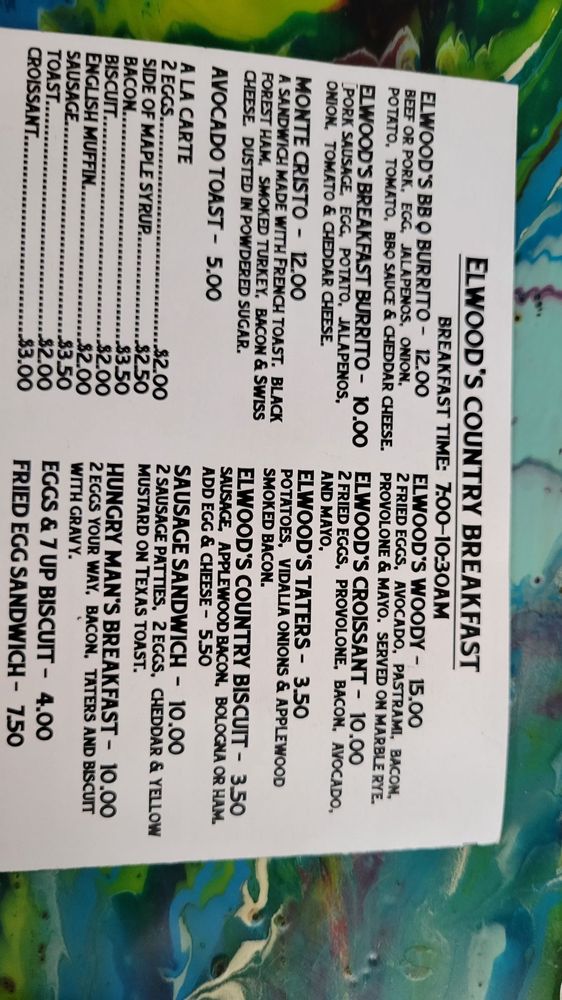 ELWOOD'S COUNTRY BREAKFAST
BREAKFAST TIME: 7:00-10:30AM
ELWOOD'S BB Q BURRITO - 12.00
BEEF OR PORK, EGG, JALAPENOS, ONION,
POTATO, TOMATO, BBQ SAUCE & CHEDDAR CHEESE.
ELWOOD'S BREAKFAST BURRITO - 10.00
PORK SAUSAGE, EGG, POTATO, JALAPENOS,
ONION, TOMATO & CHEDDAR CHEESE.
MONTE CRISTO - 12.00
A SANDWICH MADE WITH FRENCH TOAST, BLACK
FOREST HAM, SMOKED TURKEY, BACON & SWISS
CHEESE. DUSTED IN POWDERED SUGAR.
AVOCADO TOAST - 5.00
A LA CARTE
2 EGGS..............................$2.00
SIDE OF MAPLE SYRUP..............$2.50
BACON..............................$3.50
BISCUIT..............................$2.00
ENGLISH MUFFIN....................$2.00
SAUSAGE..............................$3.50
TOAST..............................$2.00
CROISSANT..............................$3.00
ELWOOD'S WOODY - 15.00
2 FRIED EGGS, AVOCADO, PASTRAMI, BACON,
PROVOLONE & MAYO. SERVED ON MARBLE RYE.
ELWOOD'S CROISSANT - 10.00
2 FRIED EGGS, PROVOLONE, BACON, AVOCADO,
AND MAYO.
ELWOOD'S TATERS - 3.50
POTATOES, VIDALIA ONIONS & APPLEWOOD
SMOKED BACON.
ELWOOD'S COUNTRY BISCUIT - 3.50
SAUSAGE, APPLEWOOD BACON, BOLOGNA OR HAM.
ADD EGG & CHEESE - 5.50
SAUSAGE SANDWICH - 10.00
2 SAUSAGE PATTIES, 2 EGGS, CHEDDAR & YELLOW
MUSTARD ON TEXAS TOAST.
HUNGRY MAN'S BREAKFAST - 10.00
2 EGGS YOUR WAY, BACON, TATERS AND BISCUIT
WITH GRAVY.
EGGS & 7 UP BISCUIT - 4.00
FRIED EGG SANDWICH - 7.50